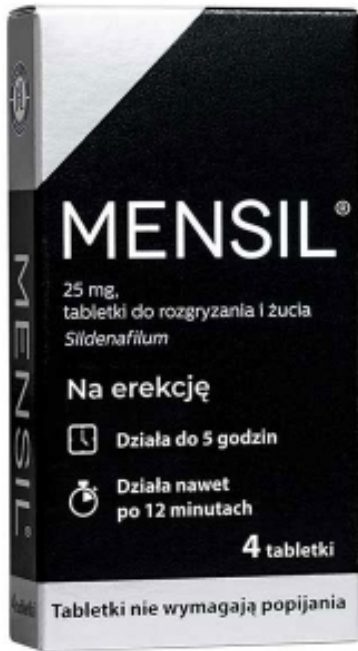 MENSIL®
25 mg,
tabletki do rozgryzania i żucia
Sildenafilum
Na erekcję
Działa do 5 godzin
Działa nawet
po 12 minutach
4 tabletki
Tabletki nie wymagają popijania
MENSIL®